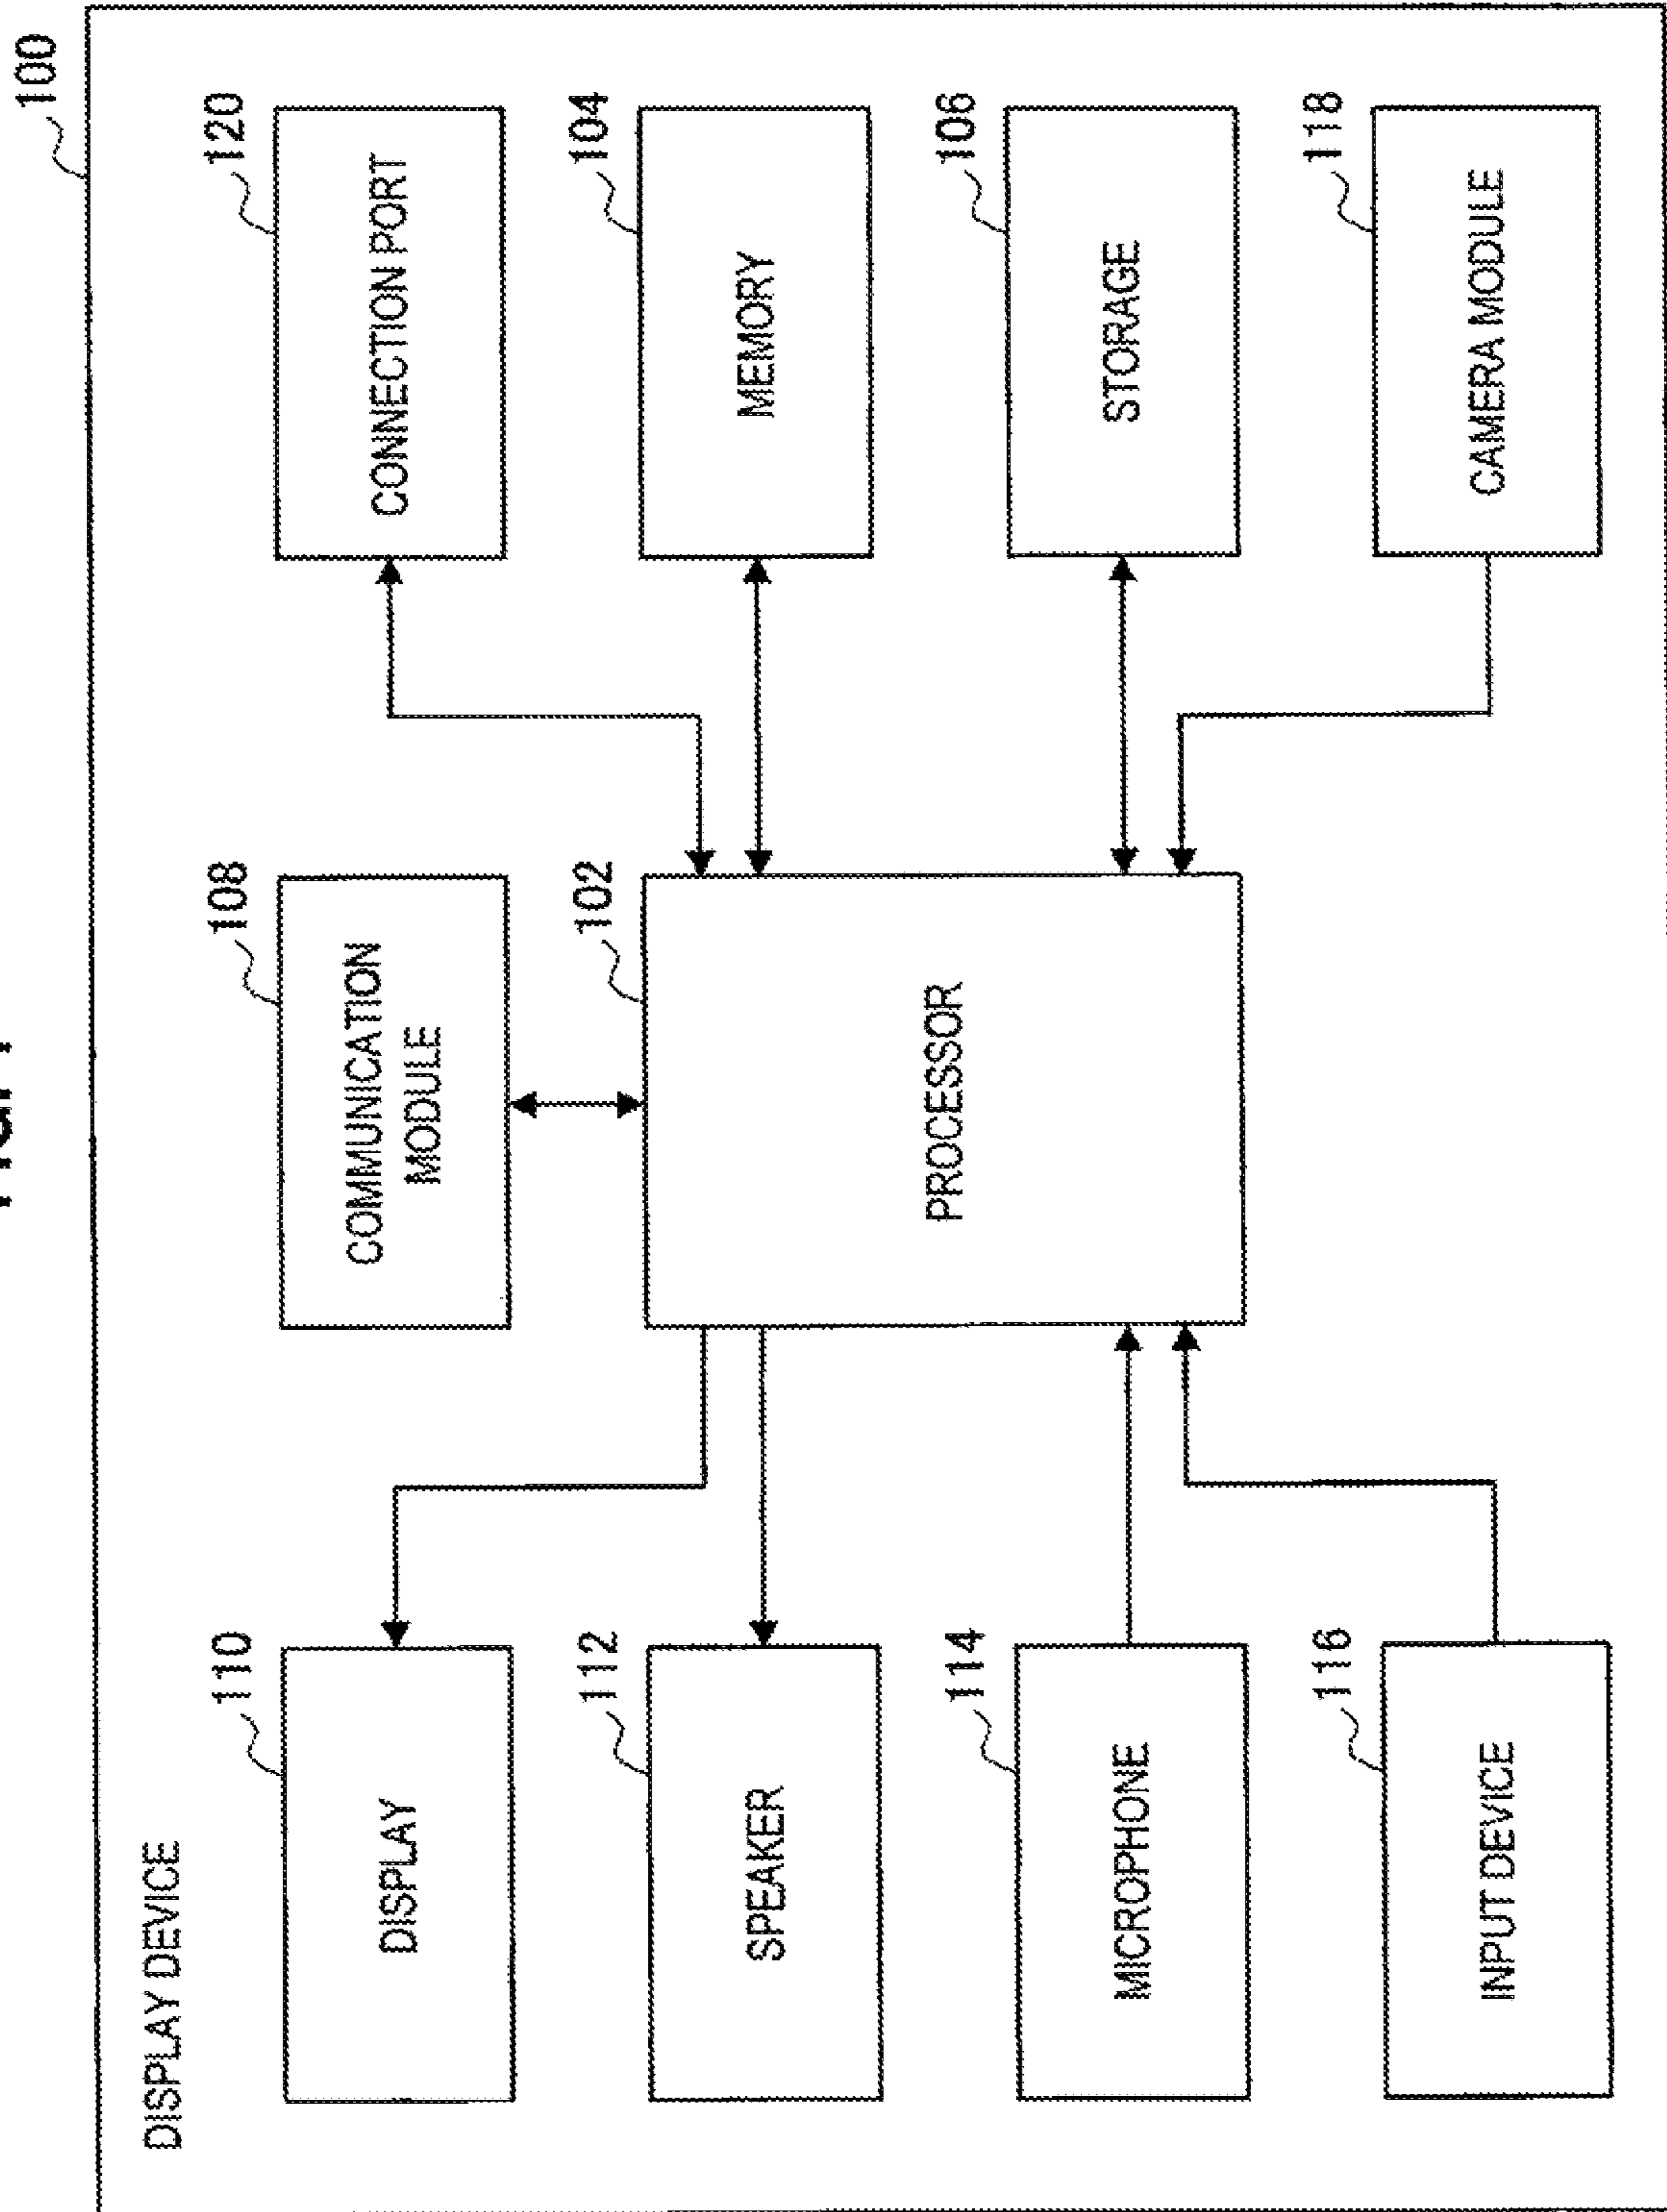 100
DISPLAY DEVICE
110
DISPLAY
108
COMMUNICATION
MODULE
120
CONNECTION PORT
112
SPEAKER
102
PROCESSOR
104
MEMORY
114
MICROPHONE
106
STORAGE
116
INPUT DEVICE
118
CAMERA MODULE